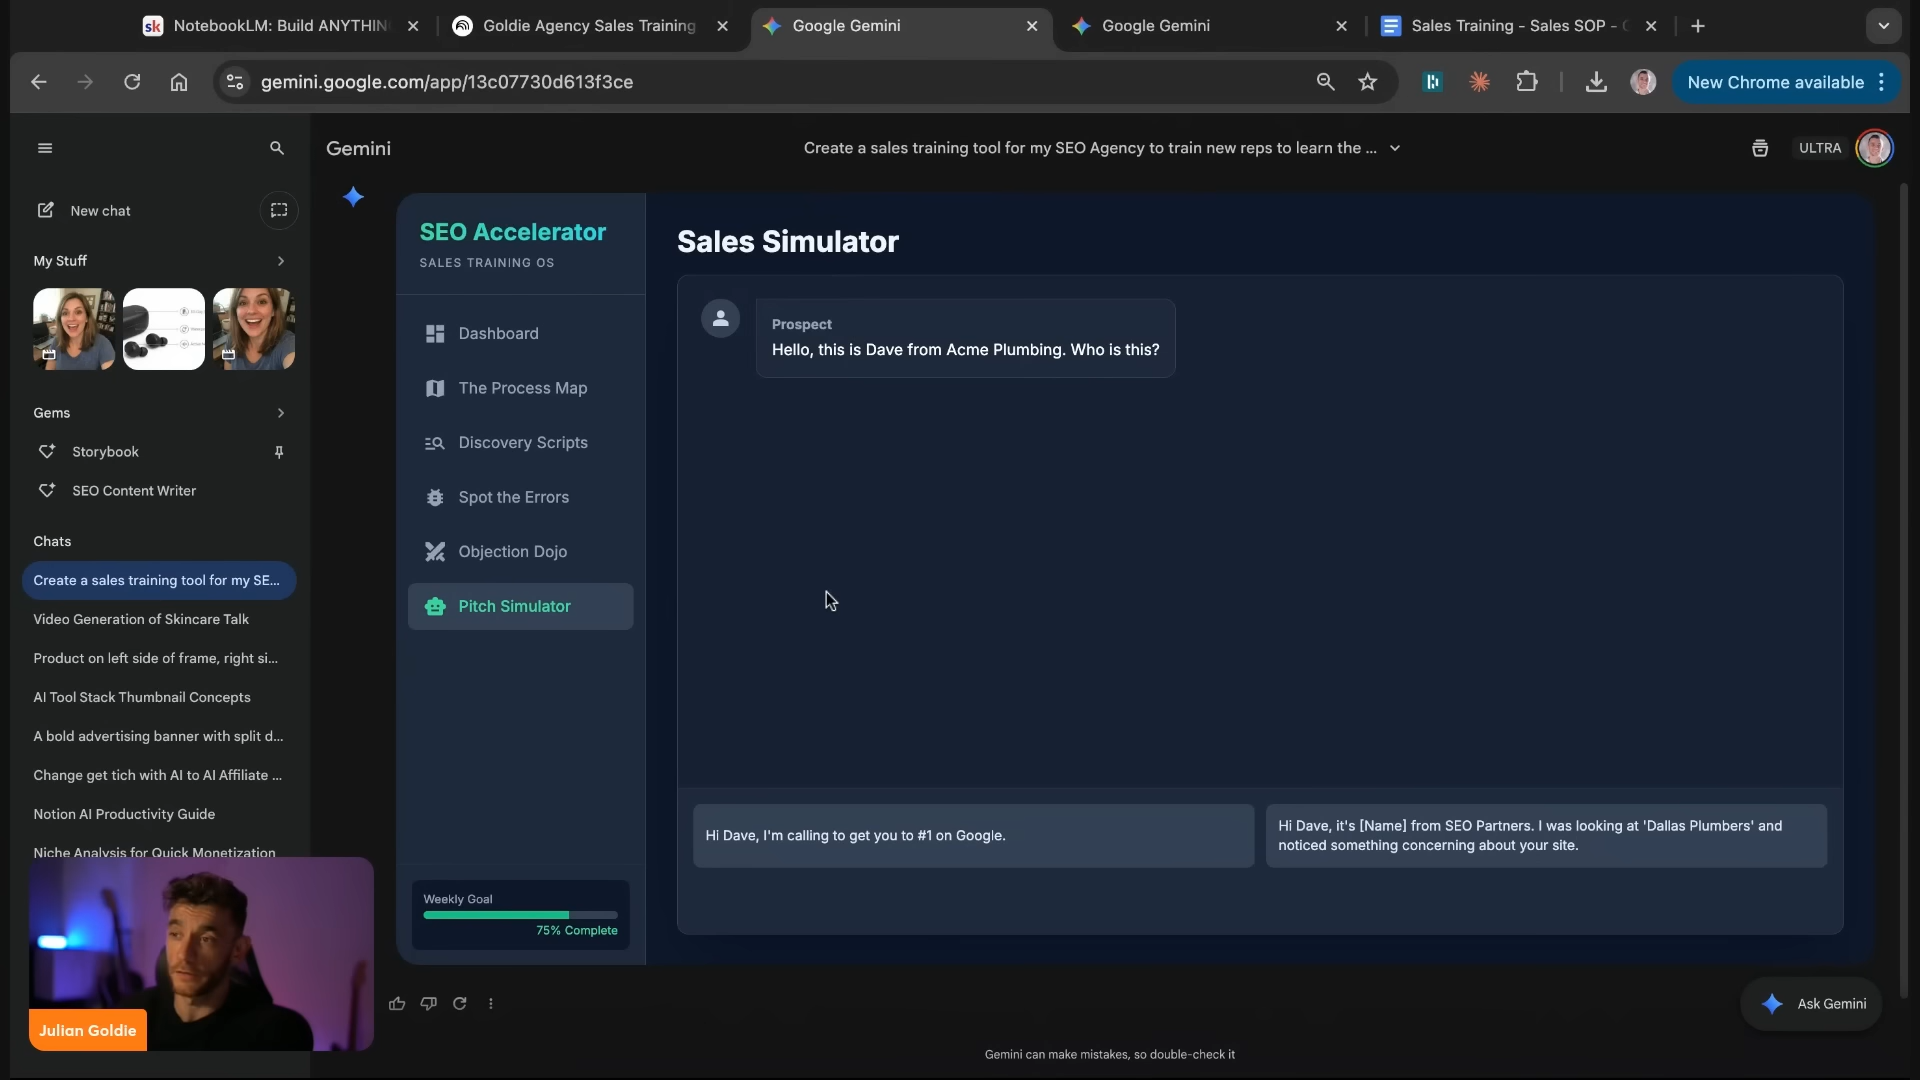 NotebookLM: Build ANYTHIN
Goldie Agency Sales Training
Google Gemini
Google Gemini
Sales Training - Sales SOP -
gemini.google.com/app/13c07730d613f3ce
New Chrome available
Gemini
Create a sales training tool for my SEO Agency to train new reps to learn the ...
ULTRA
New chat
My Stuff
Gems
Storybook
SEO Content Writer
Chats
Create a sales training tool for my SE...
Video Generation of Skincare Talk
Product on left side of frame, right si...
AI Tool Stack Thumbnail Concepts
A bold advertising banner with split d...
Change get tich with AI to AI Affiliate ...
Notion AI Productivity Guide
Niche Analysis for Quick Monetization
Julian Goldie
SEO Accelerator
SALES TRAINING OS
Dashboard
The Process Map
Discovery Scripts
Spot the Errors
Objection Dojo
Pitch Simulator
Weekly Goal
75% Complete
Sales Simulator
Prospect
Hello, this is Dave from Acme Plumbing. Who is this?
Hi Dave, I'm calling to get you to #1 on Google.
Hi Dave, it's [Name] from SEO Partners. I was looking at 'Dallas Plumbers' and
noticed something concerning about your site.
Ask Gemini
Gemini can make mistakes, so double-check it